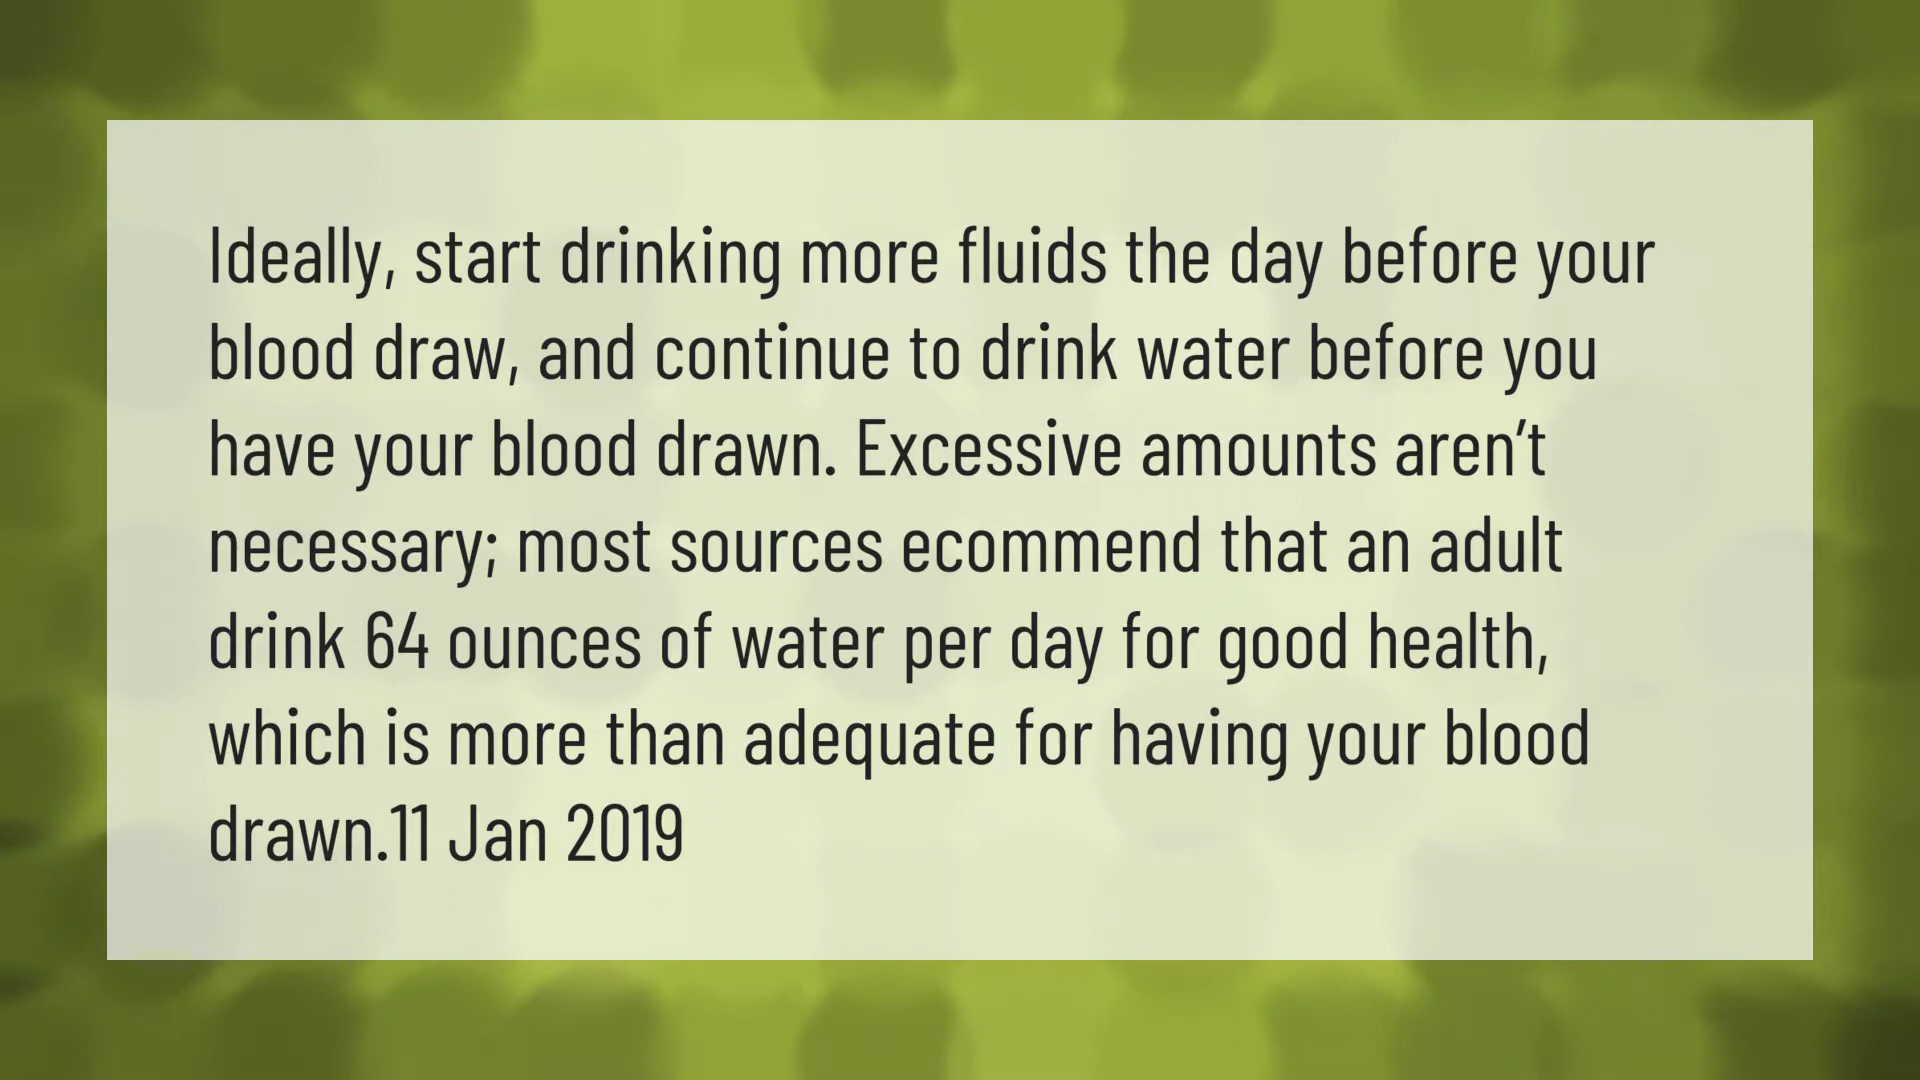 Ideally, start drinking more fluids the day before your
blood draw, and continue to drink water before you
have your blood drawn. Excessive amounts aren’t
necessary; most sources ecommend that an adult
drink 64 ounces of water per day for good health,
which is more than adequate for having your blood
drawn.11 Jan 2019